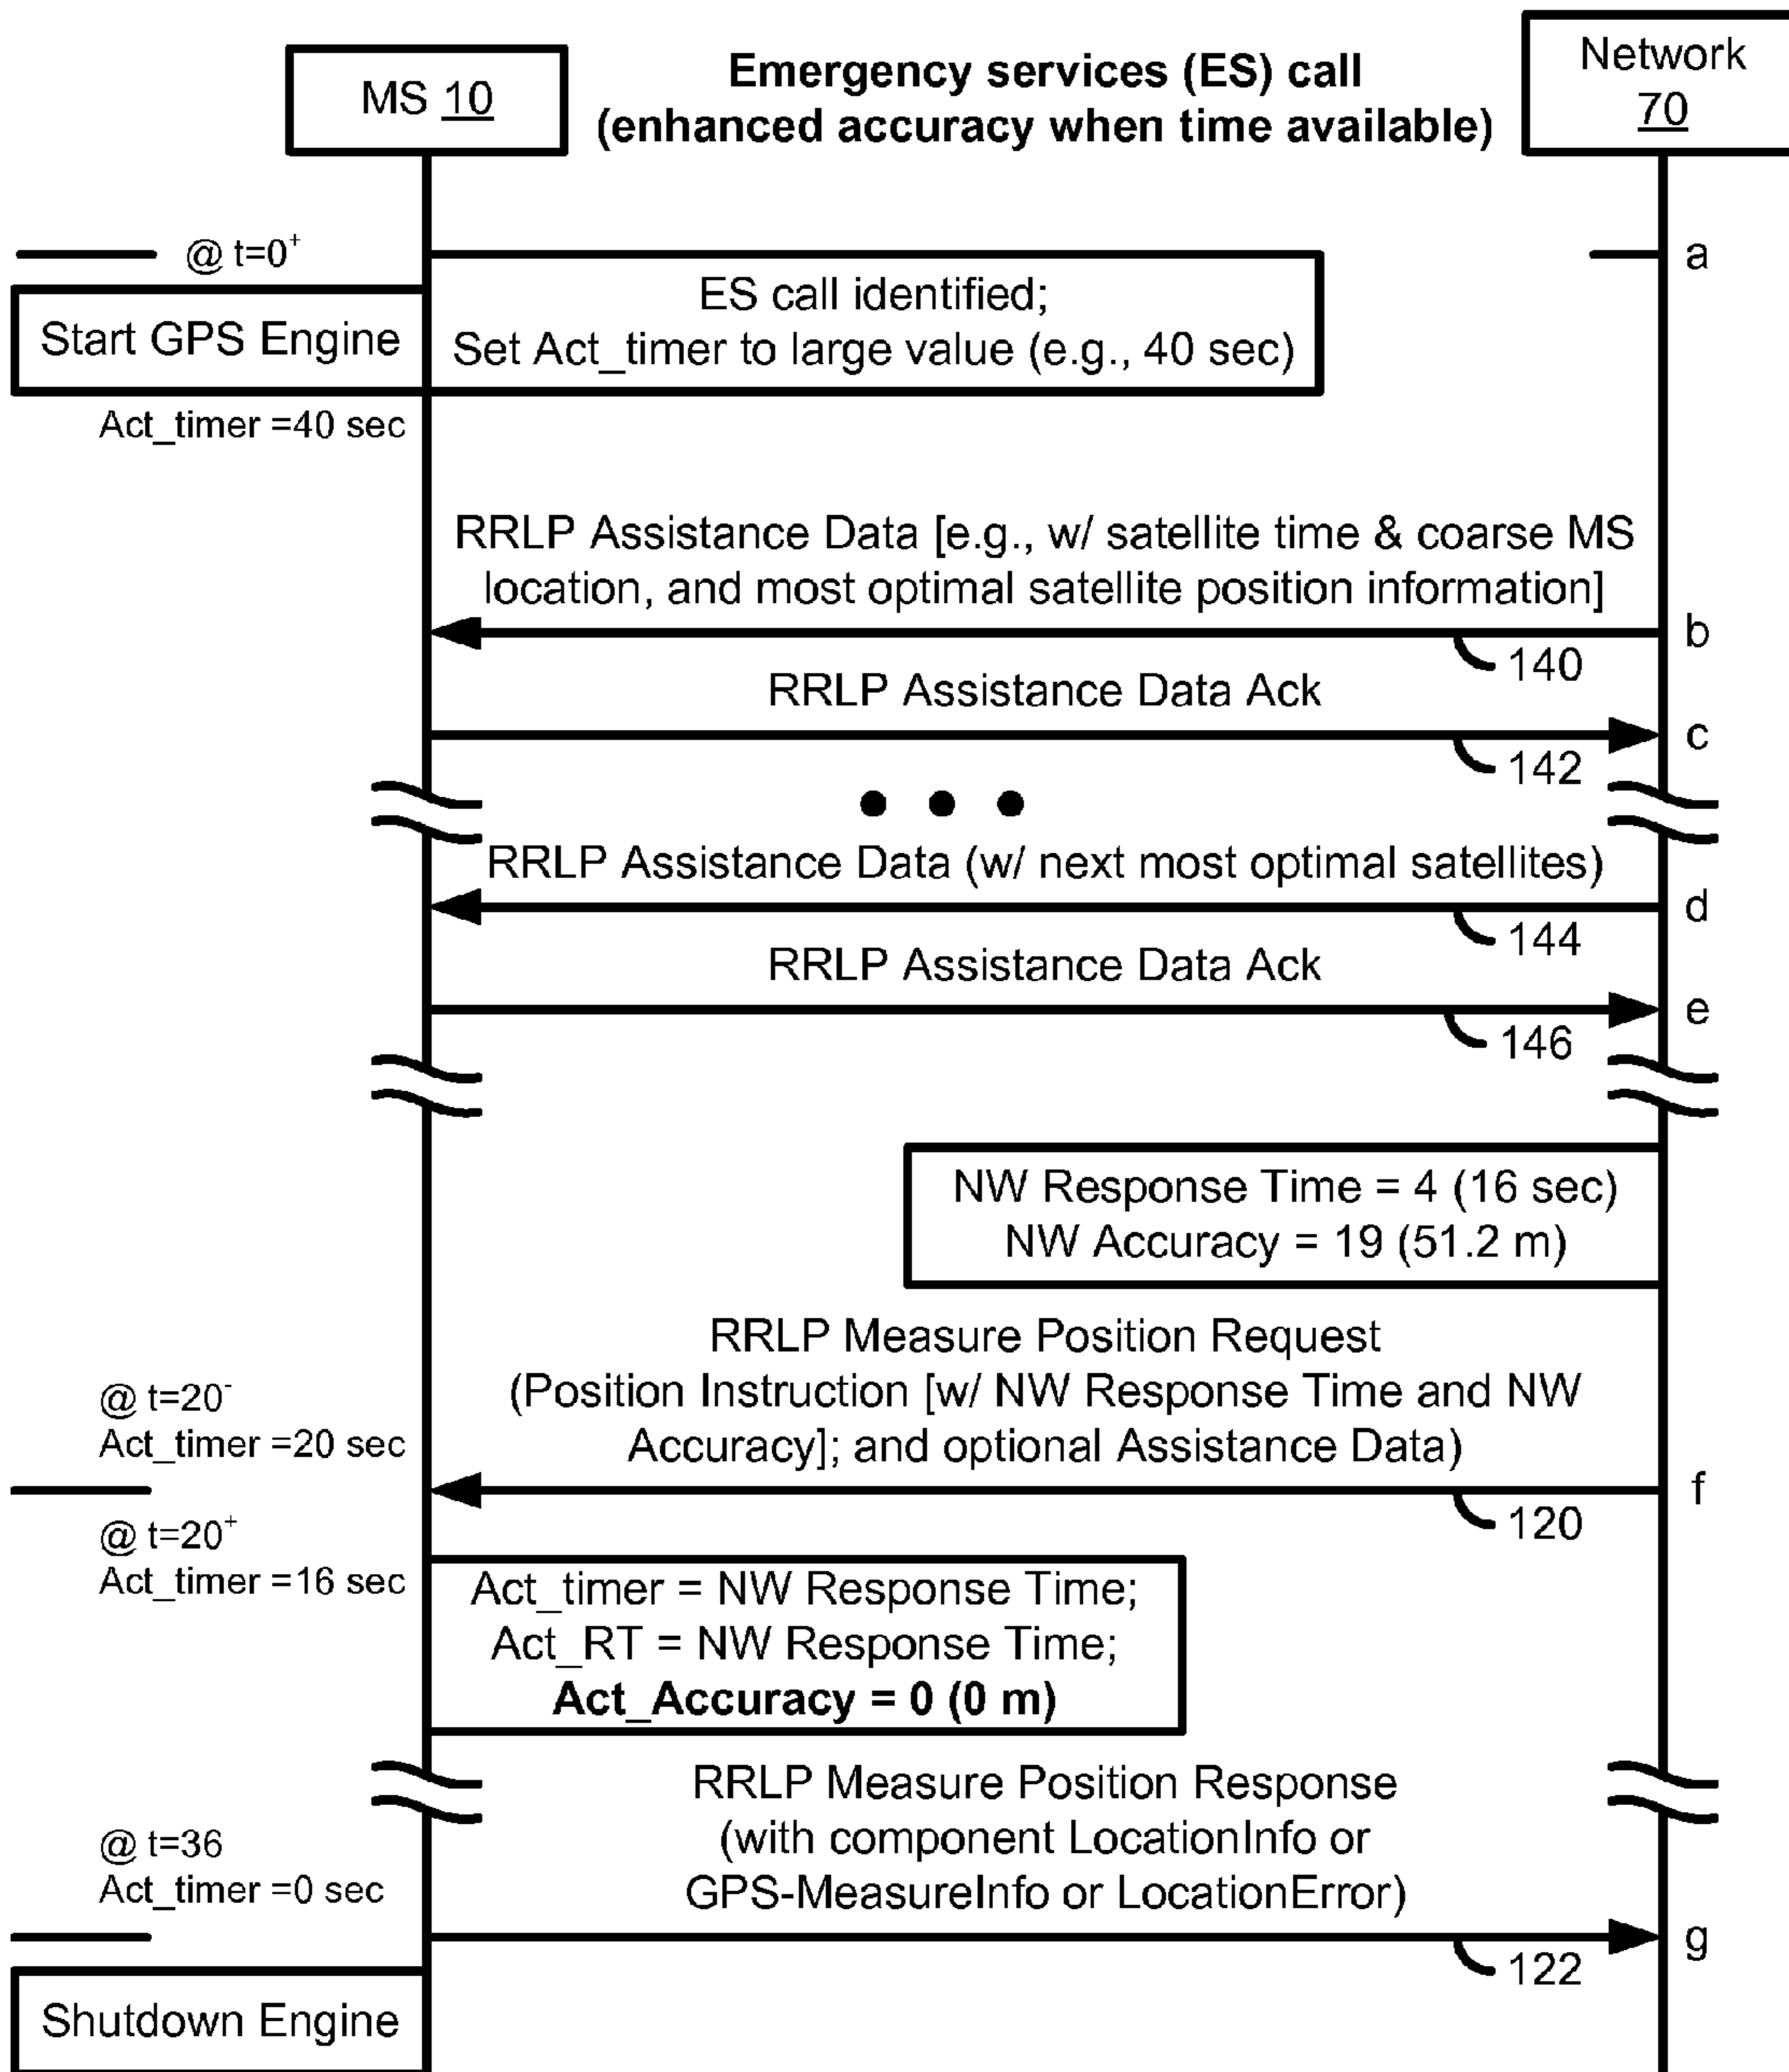 MS 10
Emergency services (ES) call
(enhanced accuracy when time available)
Network
70
@ t=0⁺
a
Start GPS Engine
ES call identified;
Set Act_timer to large value (e.g., 40 sec)
Act_timer =40 sec
RRLP Assistance Data [e.g., w/ satellite time & coarse MS
location, and most optimal satellite position information]
b
140
RRLP Assistance Data Ack
c
142
• • •
RRLP Assistance Data (w/ next most optimal satellites)
d
144
RRLP Assistance Data Ack
e
146
NW Response Time = 4 (16 sec)
NW Accuracy = 19 (51.2 m)
RRLP Measure Position Request
(Position Instruction [w/ NW Response Time and NW
Accuracy]; and optional Assistance Data)
@ t=20⁻
Act_timer =20 sec
f
120
@ t=20⁺
Act_timer =16 sec
Act_timer = NW Response Time;
Act_RT = NW Response Time;
Act_Accuracy = 0 (0 m)
RRLP Measure Position Response
(with component LocationInfo or
GPS-MeasureInfo or LocationError)
@ t=36
Act_timer =0 sec
g
122
Shutdown Engine